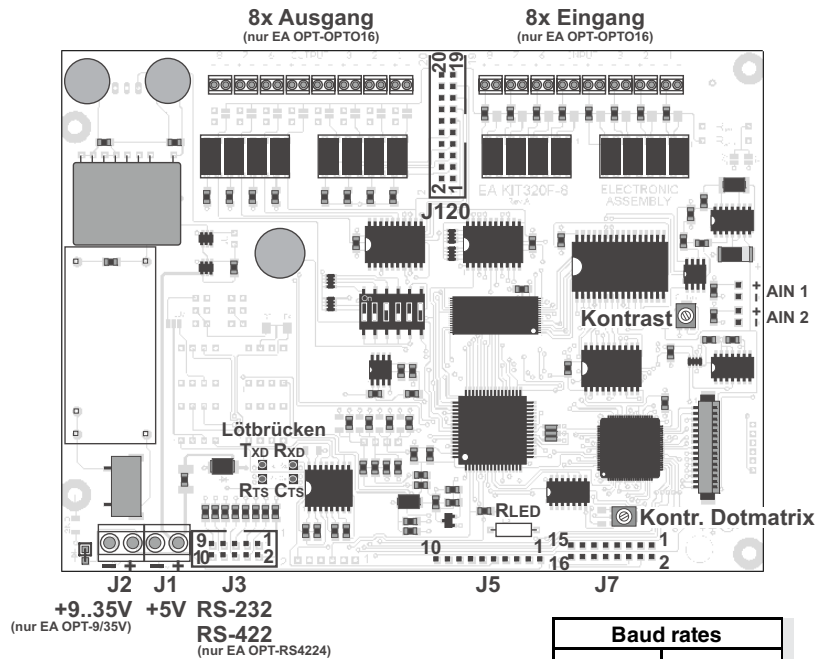 8x Ausgang
(nur EA OPT-OPTO16)
8x Eingang
(nur EA OPT-OPTO16)
20
19
2
1
J120
EA KIT320F-8
ELECTRONIC
ASSEMBLY
On
+
−
AIN 1
+
−
AIN 2
Kontrast
Lötbrücken
TXD RXD
RTS CTS
RLED
Kontr. Dotmatrix
9
1
10
2
10
1
15
1
16
2
− +
− +
J2
J1
J3
J5
J7
+9..35V
+5V
RS-232
(nur EA OPT-9/35V)
RS-422
(nur EA OPT-RS4224)
Baud rates